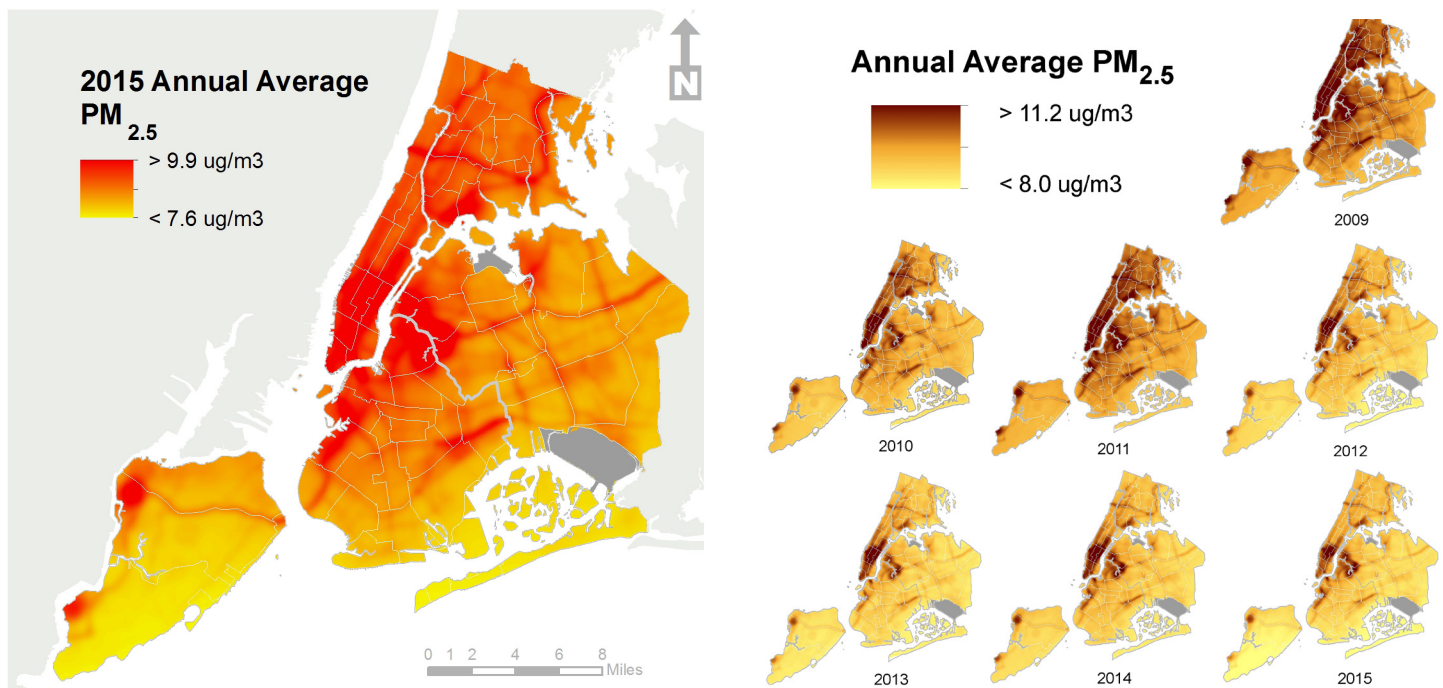 2015 Annual Average
PM
2.5
> 9.9 ug/m3
< 7.6 ug/m3
N
0 1 2 4 6 8
Miles
Annual Average PM2.5
> 11.2 ug/m3
< 8.0 ug/m3
2009
2010
2011
2012
2013
2014
2015